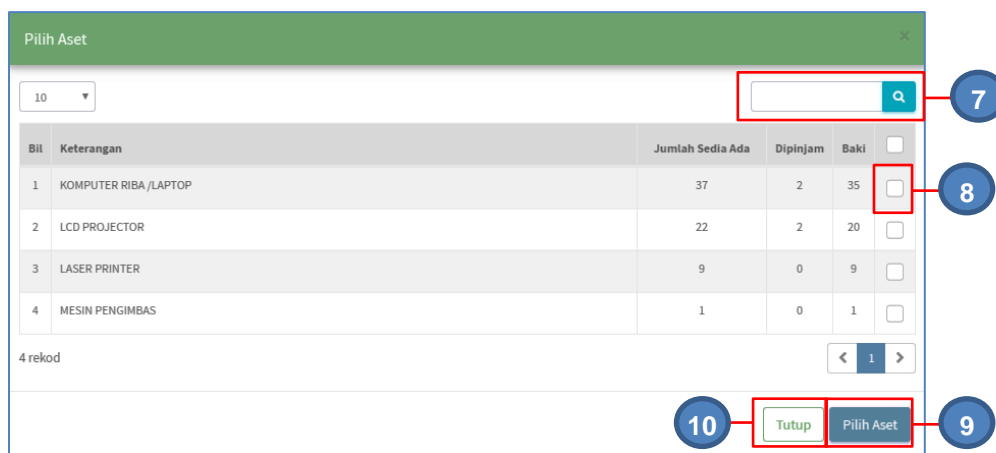 Pilih Aset ×
10
7
Bil Keterangan Jumlah Sedia Ada Dipinjam Baki
1 KOMPUTER RIBA /LAPTOP 37 2 35
8
2 LCD PROJECTOR 22 2 20
3 LASER PRINTER 9 0 9
4 MESIN PENGIMBAS 1 0 1
4 rekod < 1 >
10 Tutup Pilih Aset 9